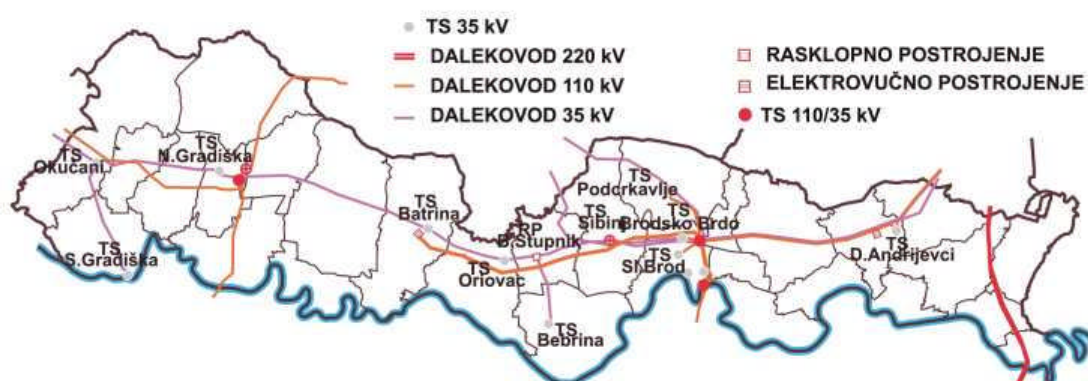 TS 35 kV
DALEKOVOD 220 kV
DALEKOVOD 110 kV
DALEKOVOD 35 kV
RASKLOPNO POSTROJENJE
ELEKTROVUČNO POSTROJENJE
TS 110/35 kV
TS
Okučani
TS
N.Gradiška
TS
S.Gradiška
TS
Batrina
RP
B.Stupnik
TS
Oriovac
TS
Bebrina
TS
Sibinj
TS
Podcrkavlje
TS
Brodsko Brdo
TS
Sl.Brod
TS
D.Andrijevci